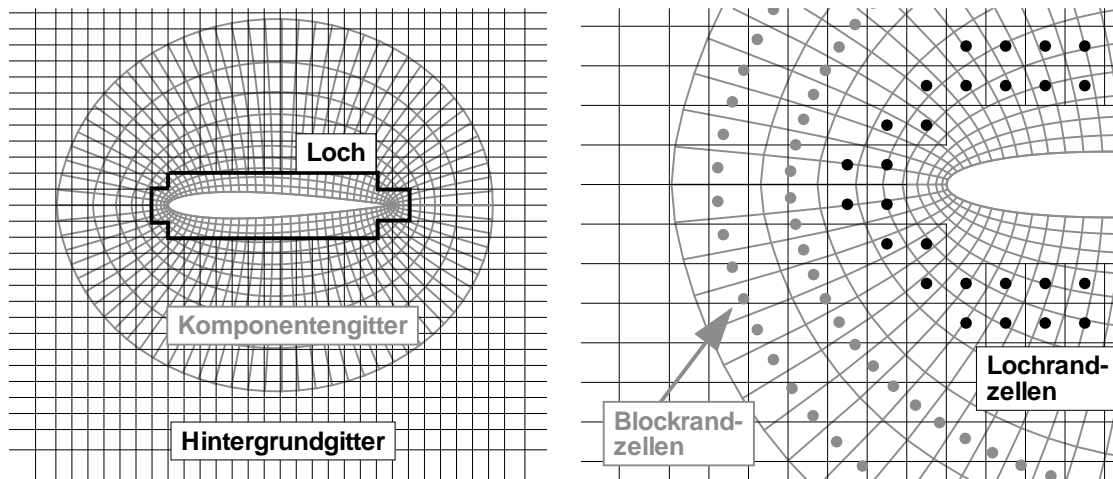 Loch
Komponentengitter
Hintergrundgitter
Lochrand-
zellen
Blockrand-
zellen